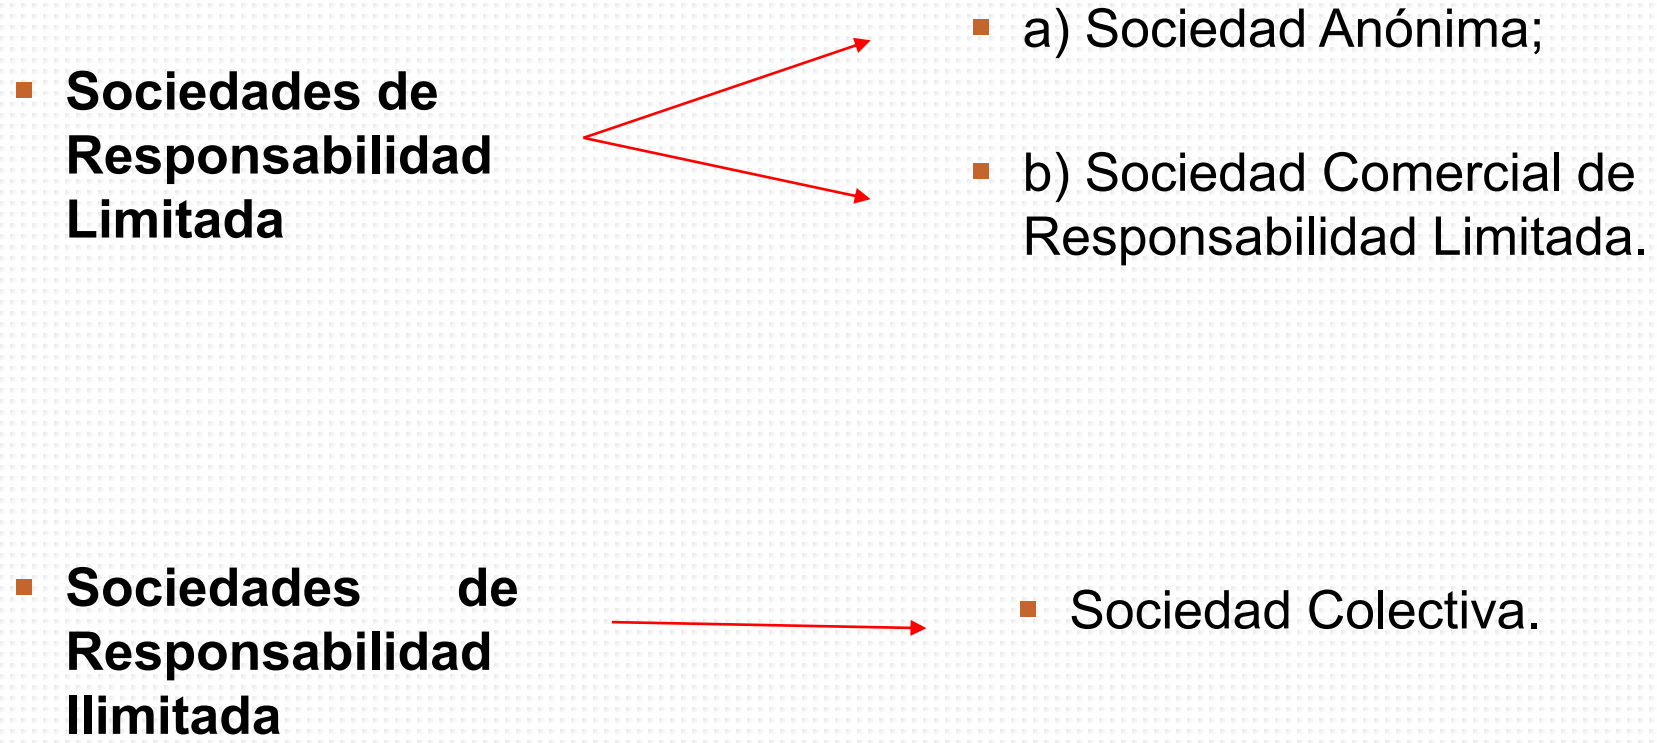 Sociedades de
Responsabilidad
Limitada
a) Sociedad Anónima;
b) Sociedad Comercial de
Responsabilidad Limitada.
Sociedades de
Responsabilidad
Ilimitada
Sociedad Colectiva.